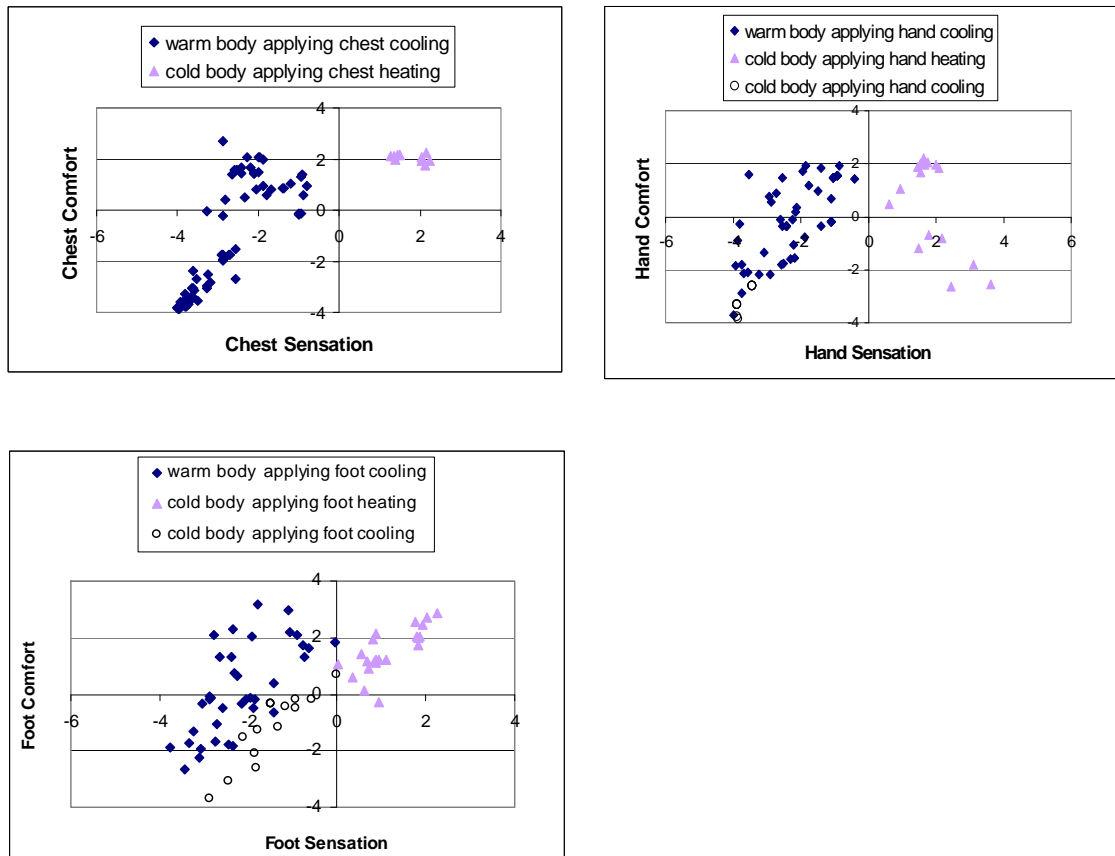 warm body applying chest cooling
cold body applying chest heating
4
2
0
-2
-4
-6 -4 -2 0 2 4
Chest Comfort
Chest Sensation
warm body applying hand cooling
cold body applying hand heating
cold body applying hand cooling
4
2
0
-2
-4
-6 -4 -2 0 2 4 6
Hand Comfort
Hand Sensation
warm body applying foot cooling
cold body applying foot heating
cold body applying foot cooling
4
2
0
-2
-4
-6 -4 -2 0 2 4
Foot Comfort
Foot Sensation